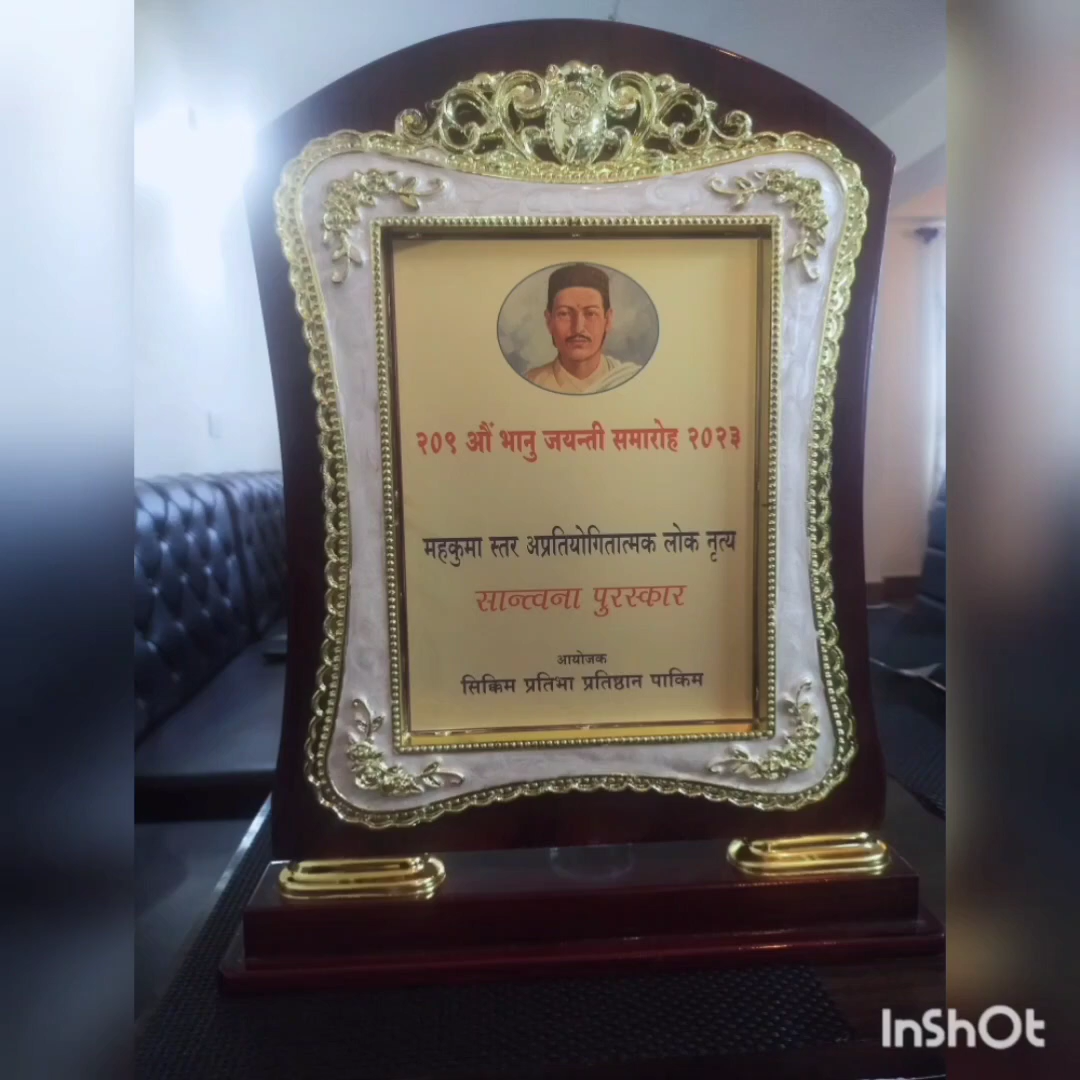 २०९ औं भानु जयन्ती समारोह २०२३
महकुमा स्तर अप्रतियोगितात्मक लोक नृत्य
सान्त्वना पुरस्कार
आयोजक
सिक्किम प्रतिभा प्रतिष्ठान पाकिम
InShOt